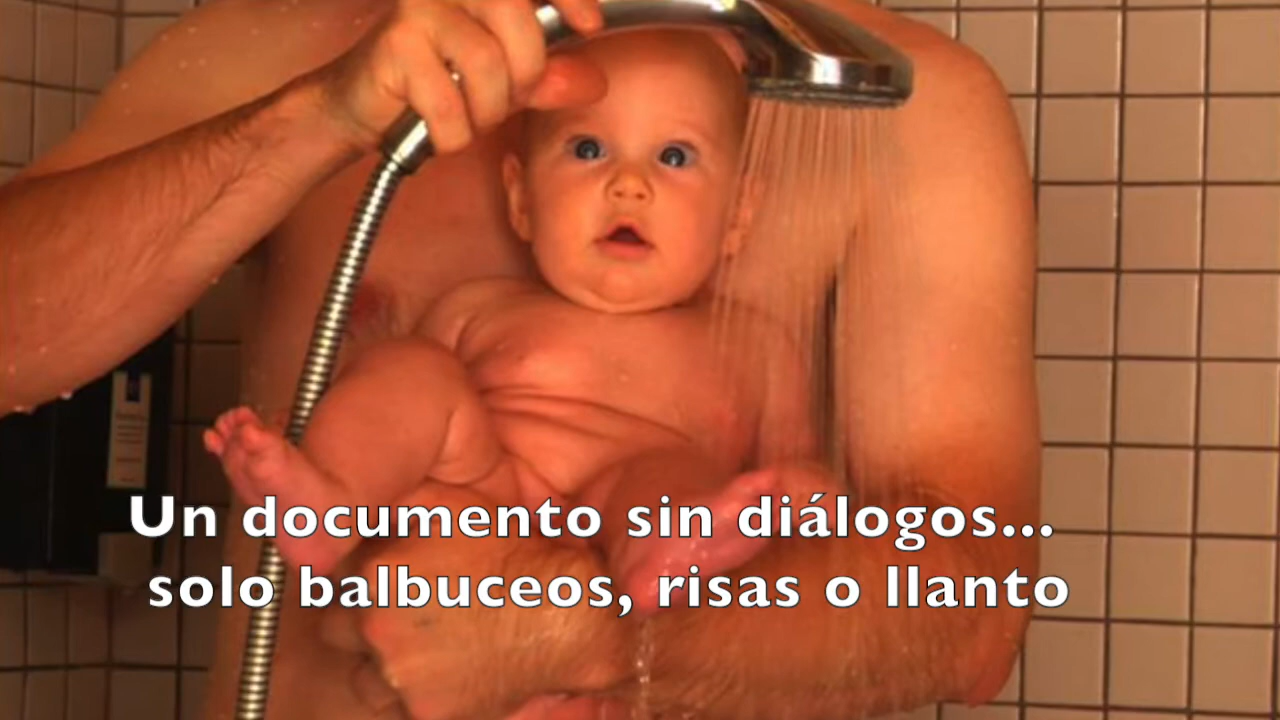 Un documento sin diálogos...
solo balbuceos, risas o llanto